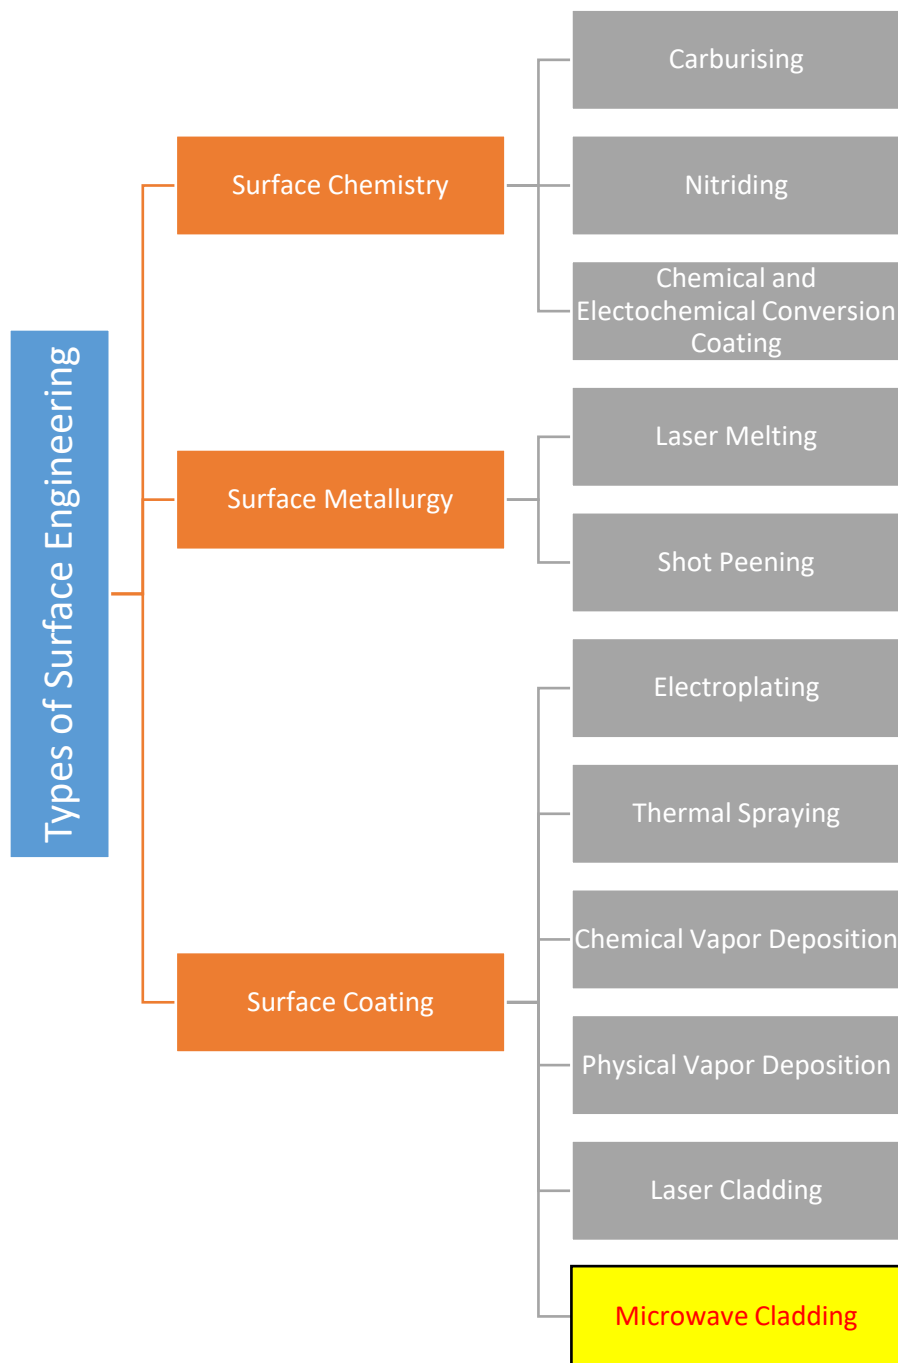 Types of Surface Engineering
Surface Chemistry
Carburising
Nitriding
Chemical and
Electochemical Conversion
Coating
Surface Metallurgy
Laser Melting
Shot Peening
Surface Coating
Electroplating
Thermal Spraying
Chemical Vapor Deposition
Physical Vapor Deposition
Laser Cladding
Microwave Cladding